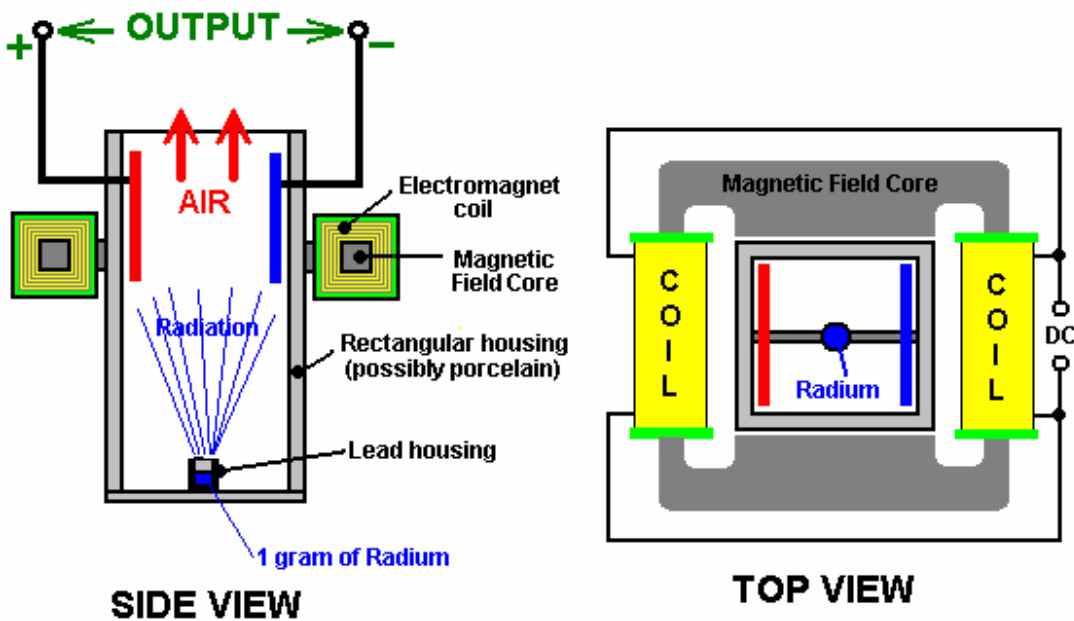 + OUTPUT −
AIR
Electromagnet
coil
Magnetic
Field Core
Radiation
Rectangular housing
(possibly porcelain)
Lead housing
1 gram of Radium
SIDE VIEW
Magnetic Field Core
COIL
COIL
DC
Radium
TOP VIEW